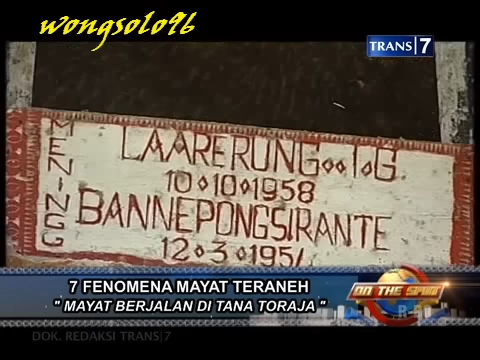 wongsolo96
TRANS|7
MENINGG
LAARERUNG..I.G.
10.10.1958
BANNEPONGSIRANTE
12.3.195
7 FENOMENA MAYAT TERANEH
" MAYAT BERJALAN DI TANA TORAJA "
ON THE SPOT
DOK. REDAKSI TRANS|7